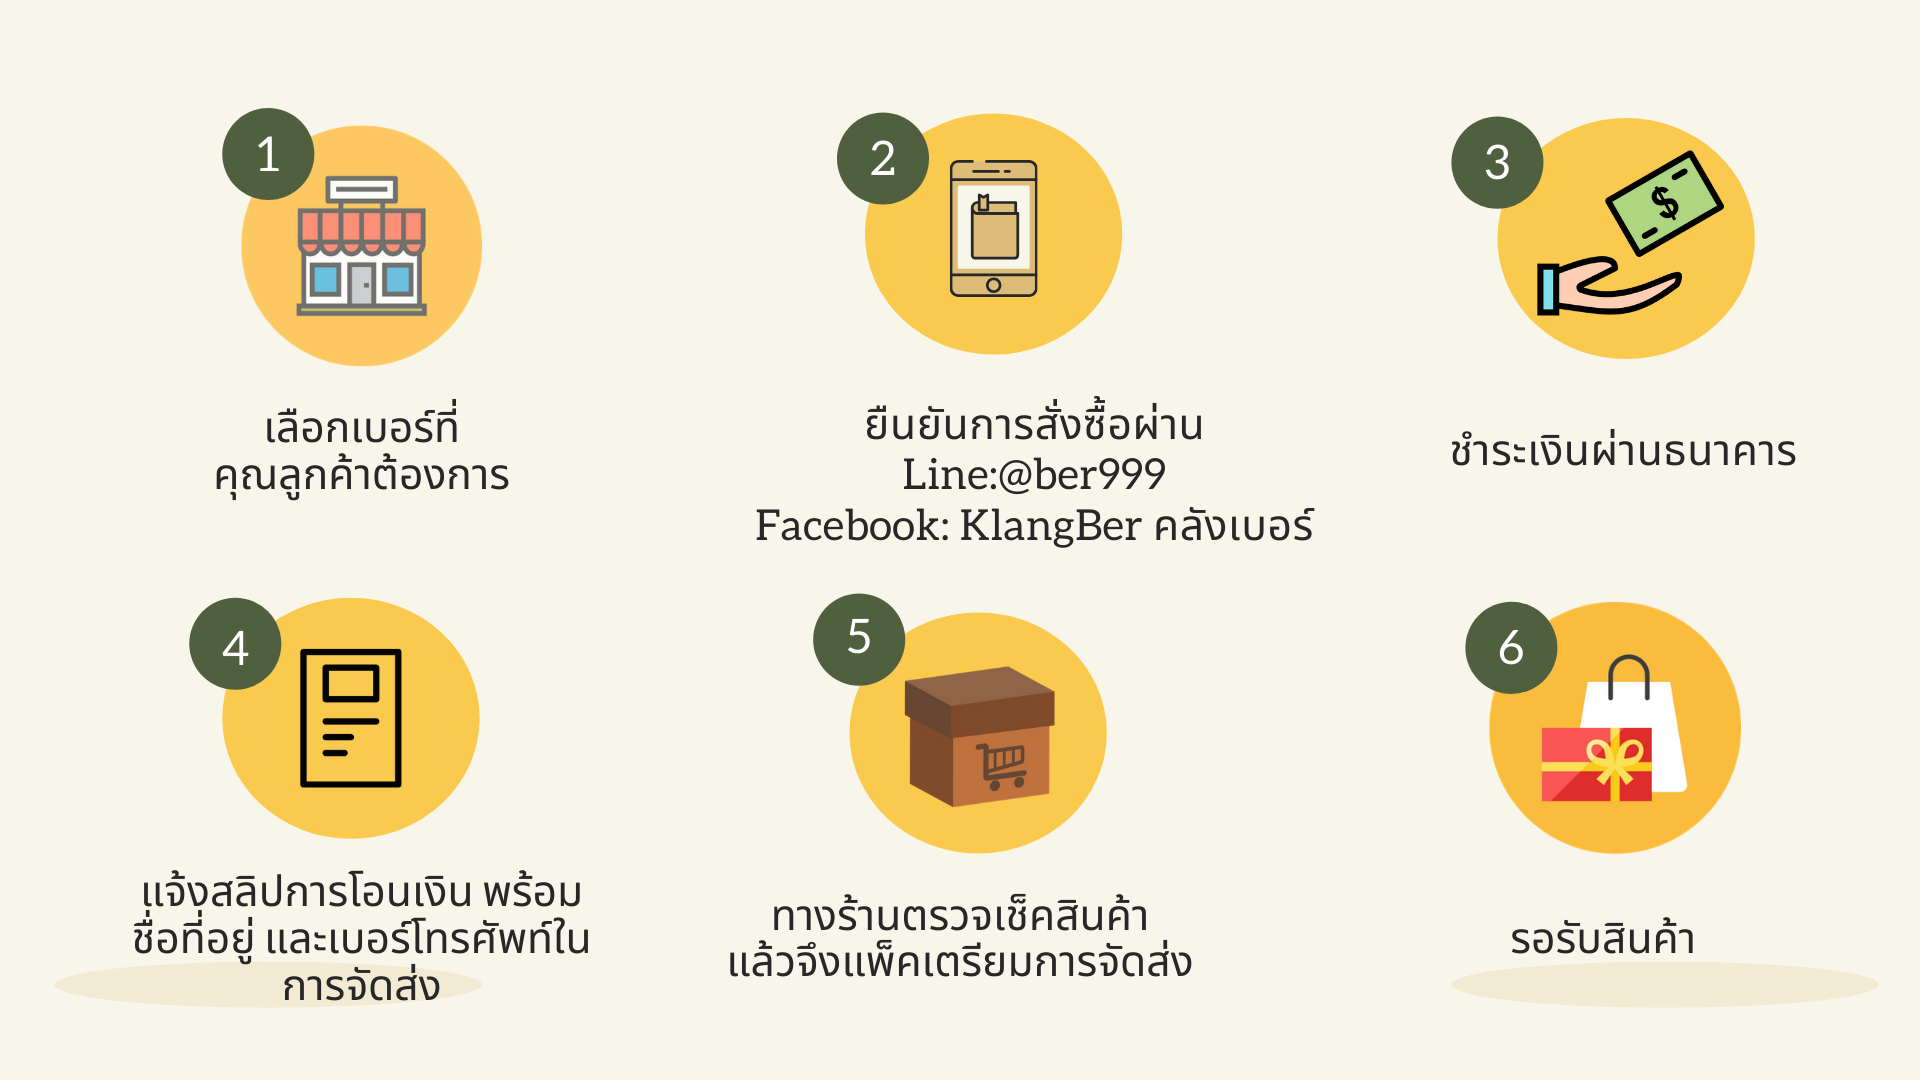 1
เลือกเบอร์ที่
คุณลูกค้าต้องการ
2
ยืนยันการสั่งซื้อผ่าน
Line:@ber999
Facebook: KlangBer คลังเบอร์
3
$
ชำระเงินผ่านธนาคาร
4
แจ้งสลิปการโอนเงิน พร้อม
ชื่อที่อยู่ และเบอร์โทรศัพท์ใน
การจัดส่ง
5
ทางร้านตรวจเช็คสินค้า
แล้วจึงแพ็คเตรียมการจัดส่ง
6
รอรับสินค้า